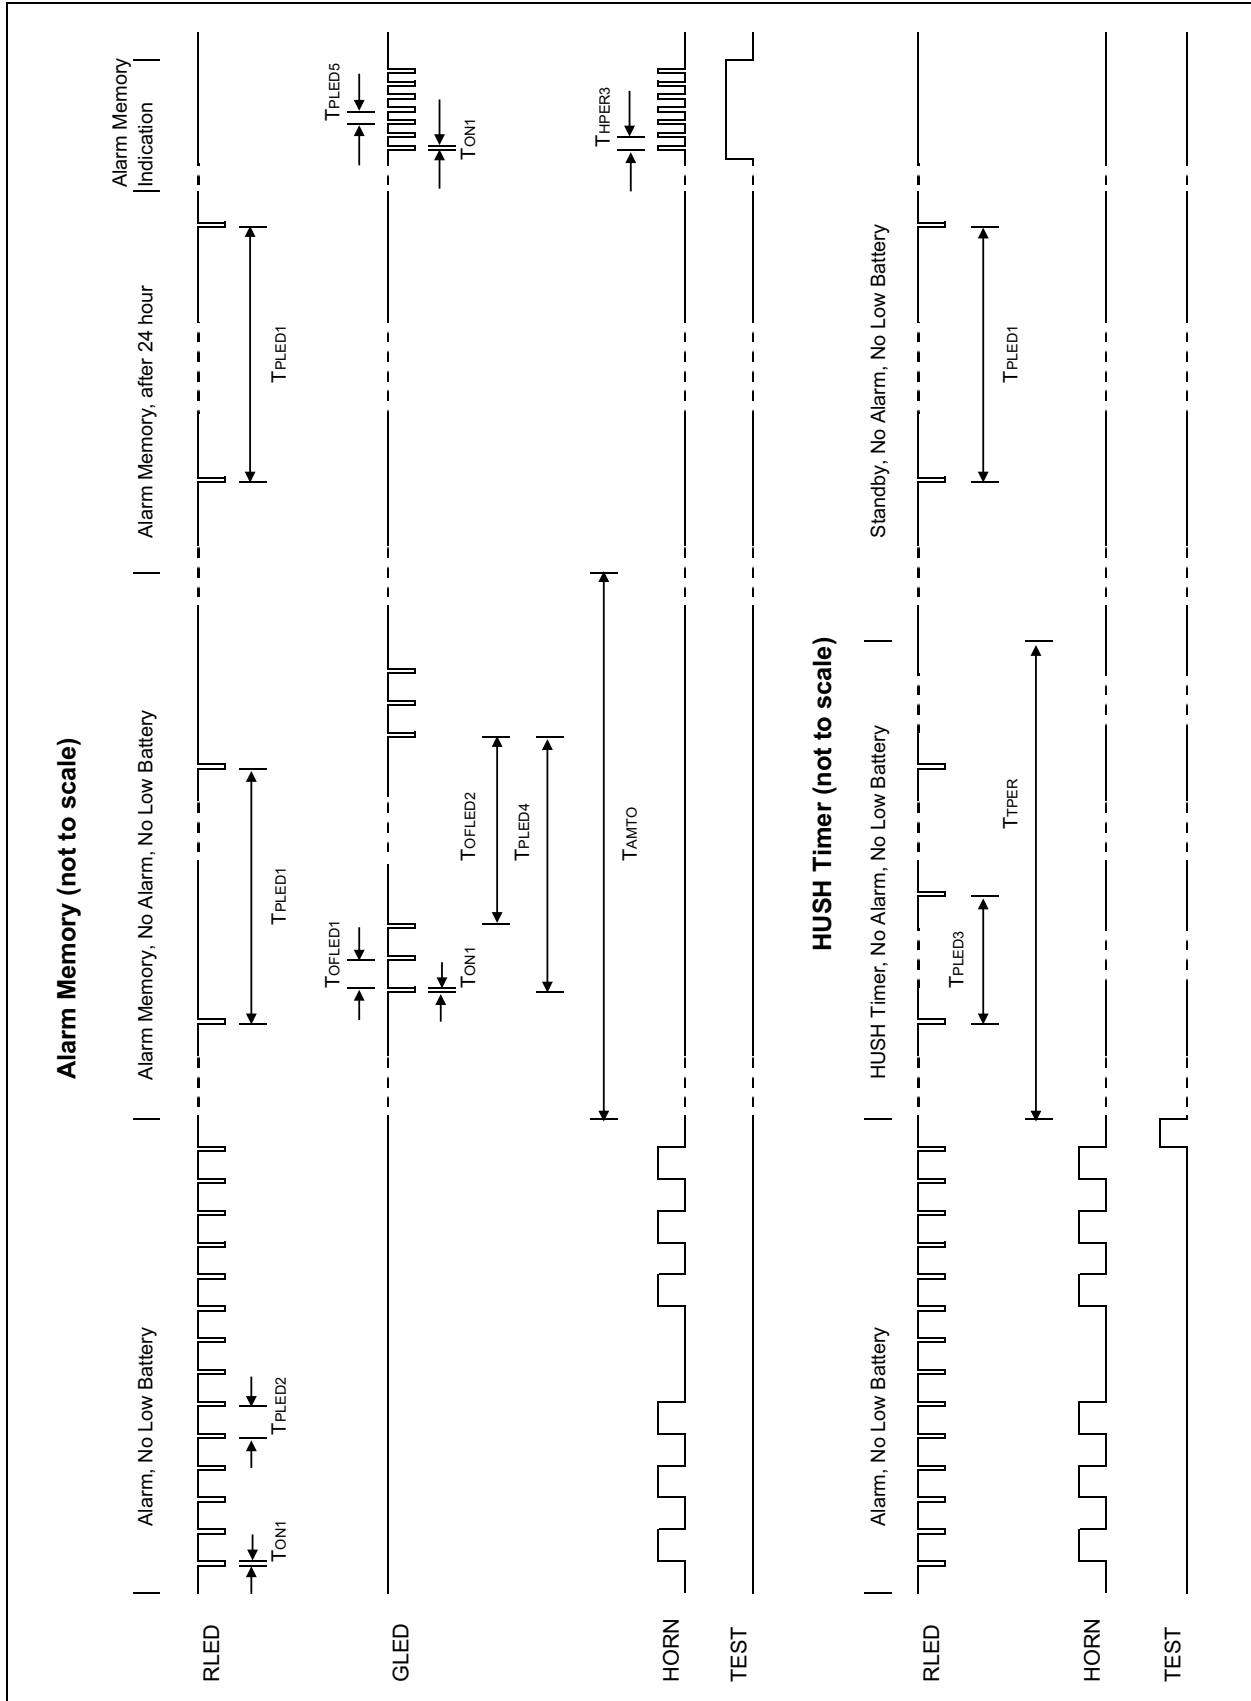 Alarm Memory (not to scale)
Alarm, No Low Battery
Alarm Memory, No Alarm, No Low Battery
Alarm Memory, after 24 hour
Alarm Memory
Indication
RLED
TON1
TPLED2
TPLED1
TPLED1
GLED
TOFLED1
TON1
TOFLED2
TPLED4
TPLED5
TON1
TAMTO
HORN
THPER3
TEST
HUSH Timer (not to scale)
Alarm, No Low Battery
HUSH Timer, No Alarm, No Low Battery
Standby, No Alarm, No Low Battery
RLED
TPLED3
TPLED1
TTPER
HORN
TEST